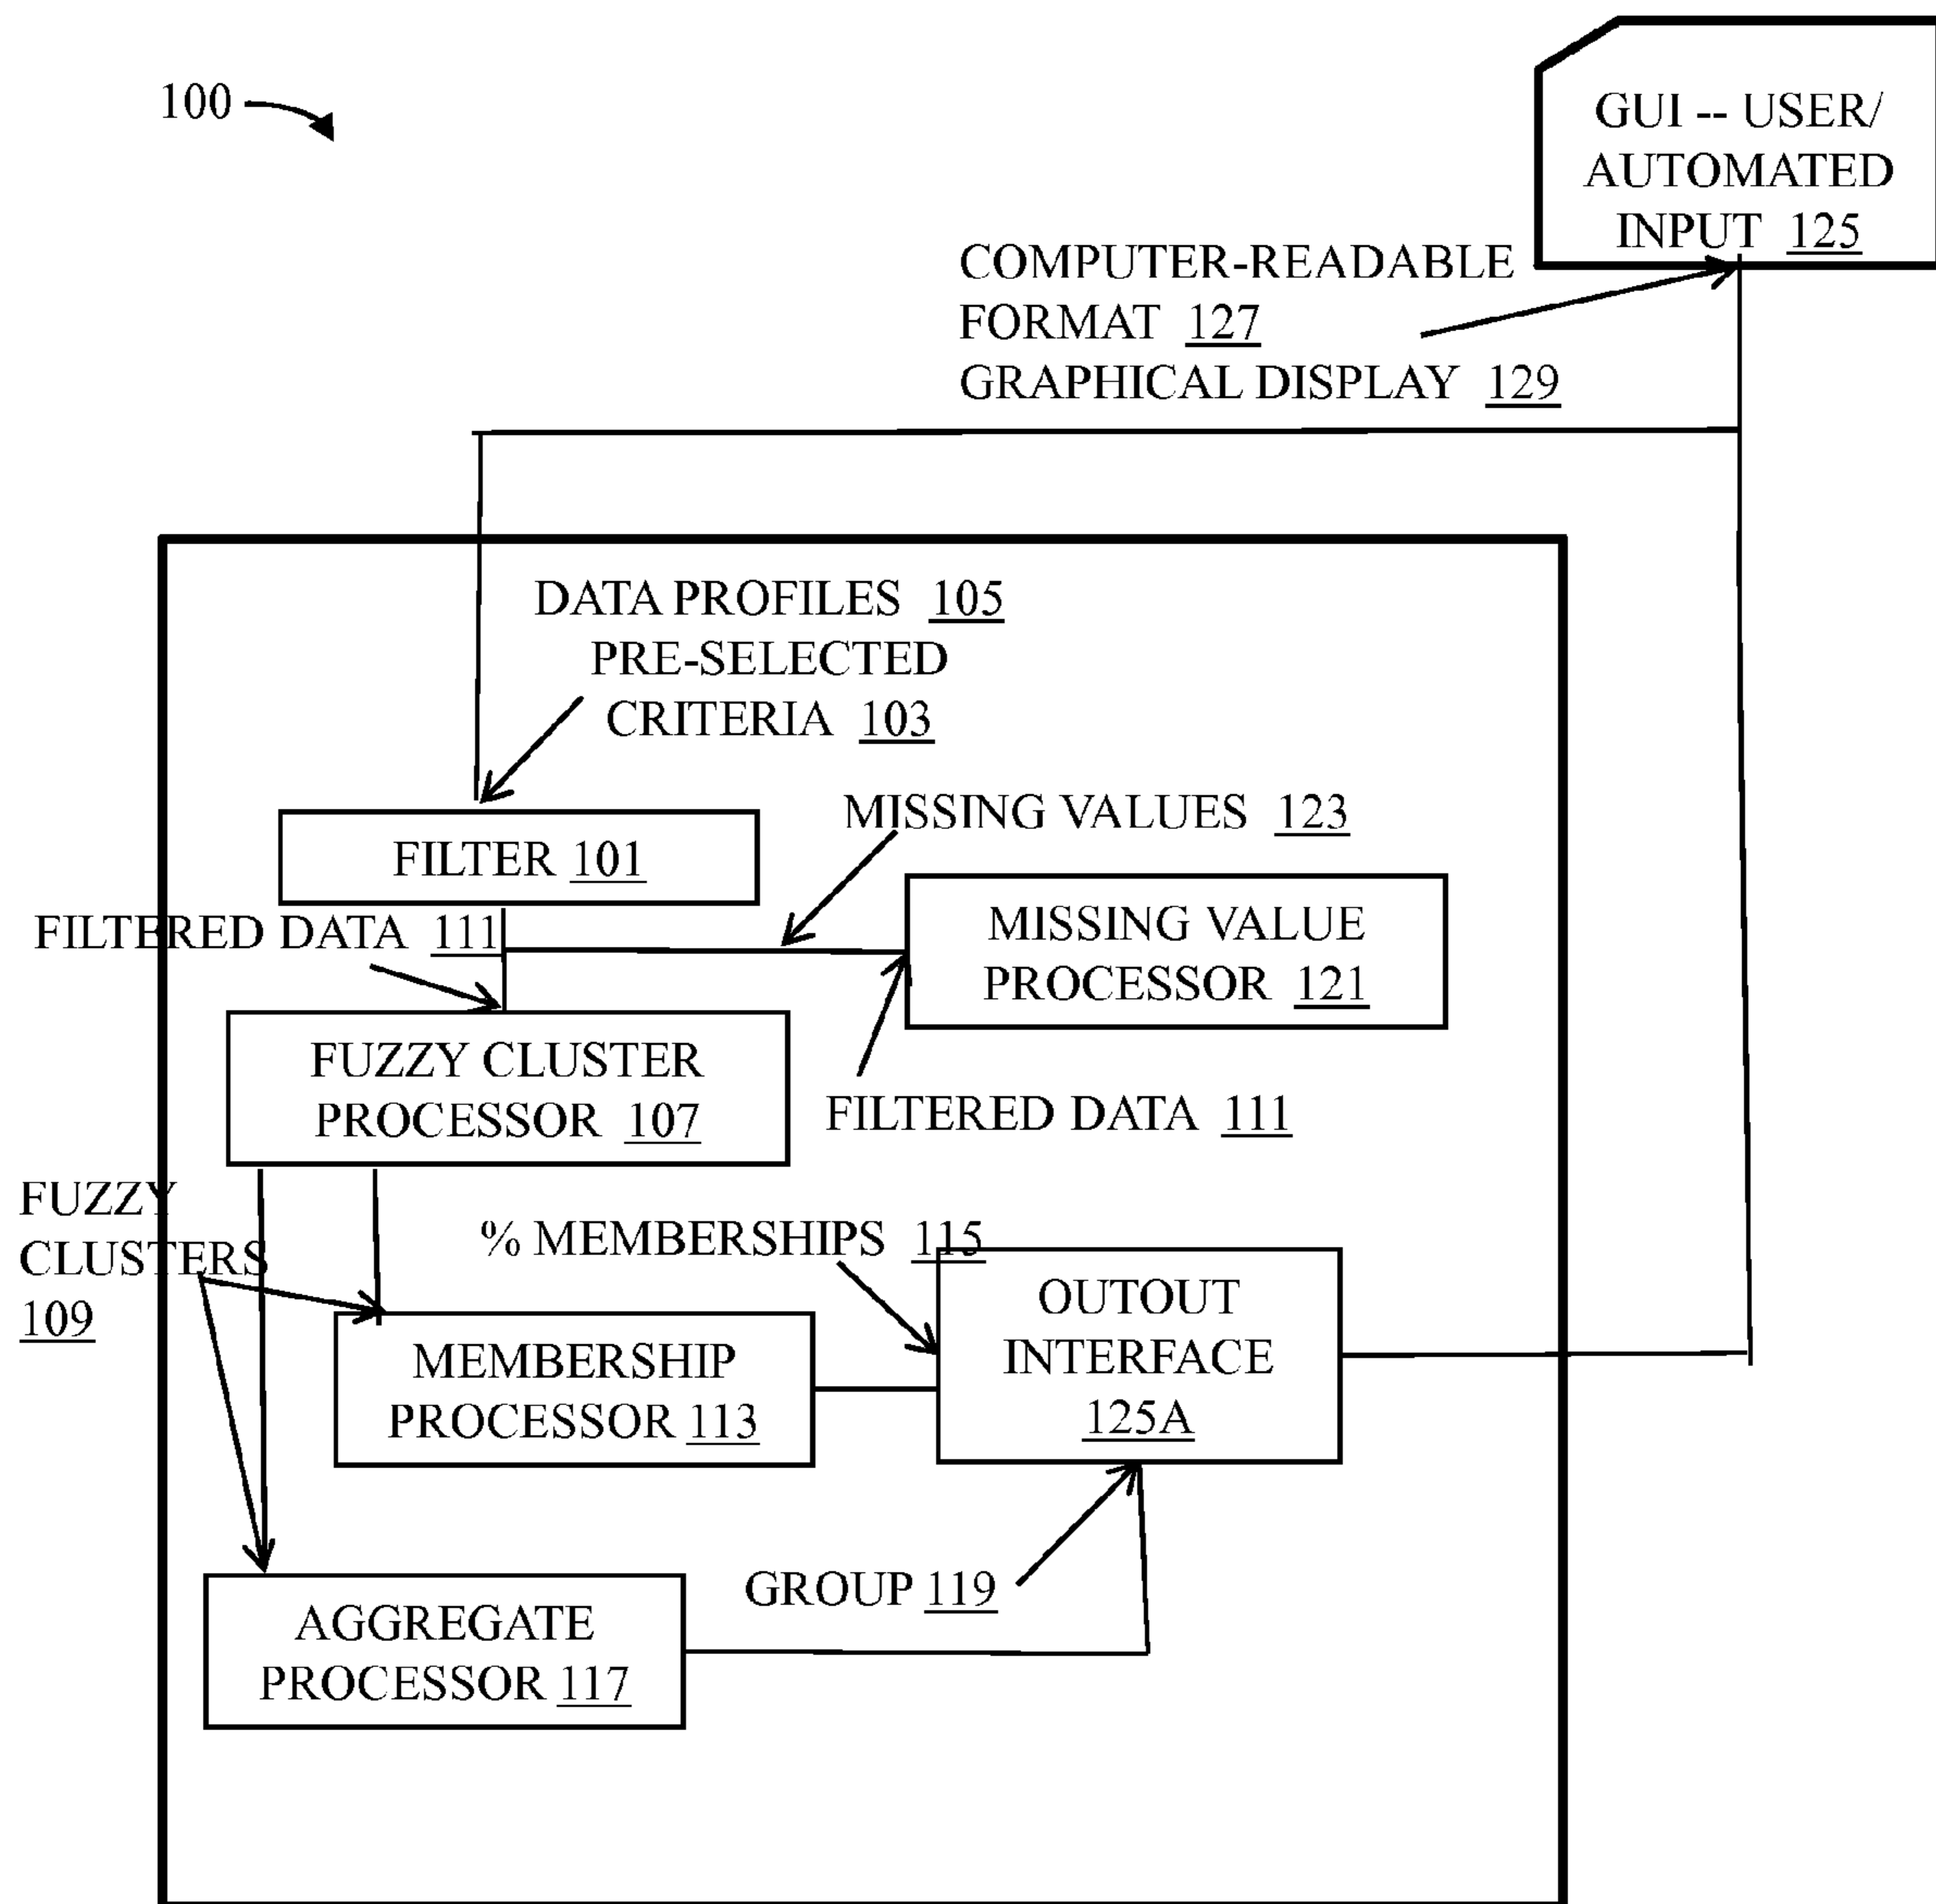 100
GUI -- USER/
AUTOMATED
INPUT 125
COMPUTER-READABLE
FORMAT 127
GRAPHICAL DISPLAY 129
DATA PROFILES 105
PRE-SELECTED
CRITERIA 103
MISSING VALUES 123
FILTER 101
FILTERED DATA 111
MISSING VALUE
PROCESSOR 121
FUZZY CLUSTER
PROCESSOR 107
FILTERED DATA 111
FUZZY
CLUSTERS
109
% MEMBERSHIPS 115
OUTOUT
INTERFACE
125A
MEMBERSHIP
PROCESSOR 113
GROUP 119
AGGREGATE
PROCESSOR 117